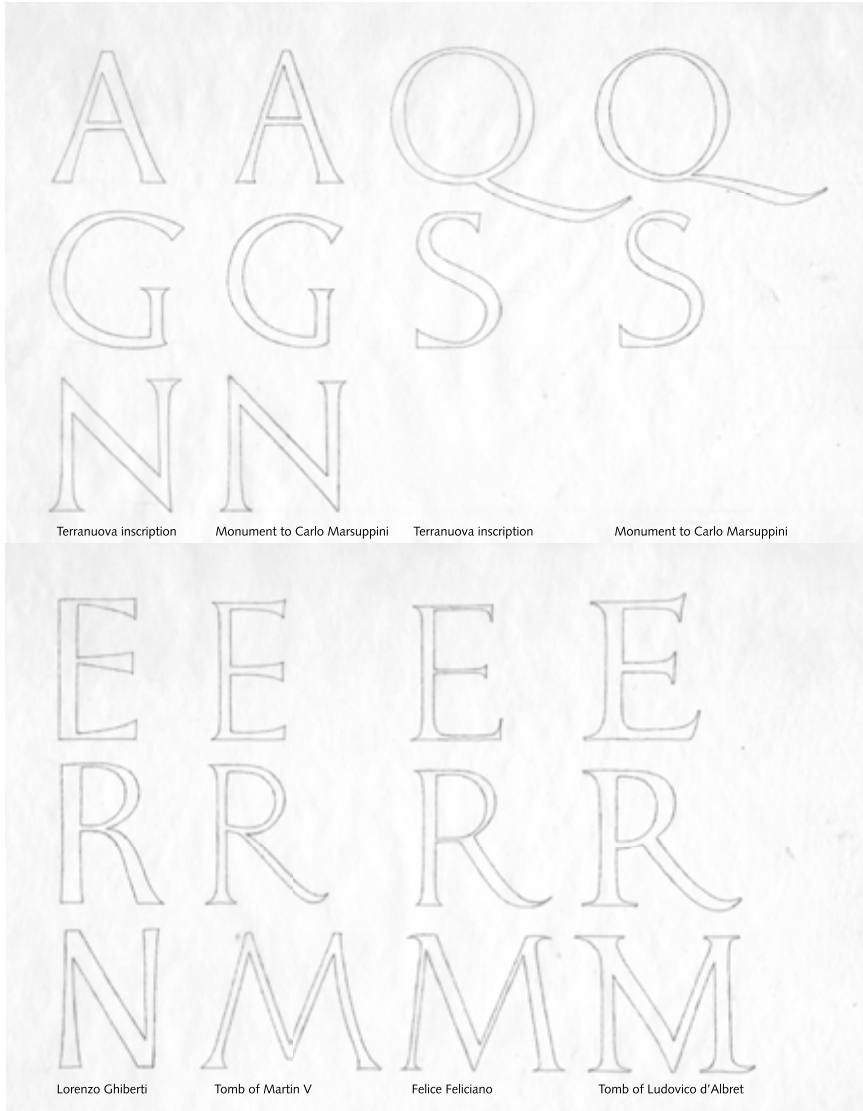 A A Q Q
G G S S
N N
Terranuova inscription Monument to Carlo Marsuppini Terranuova inscription Monument to Carlo Marsuppini
E E E E
R R R R
N M M M
Lorenzo Ghiberti Tomb of Martin V Felice Feliciano Tomb of Ludovico d’Albret